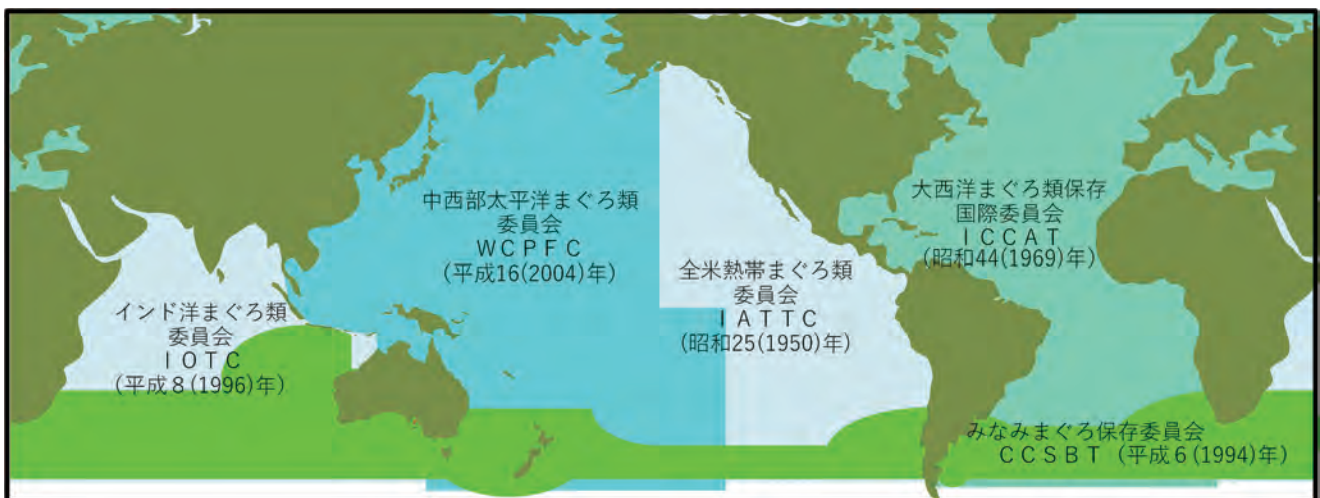 中西部太平洋まぐろ類
委員会
ＷＣＰＦＣ
(平成16(2004)年)
大西洋まぐろ類保存
国際委員会
ＩＣＣＡＴ
(昭和44(1969)年)
全米熱帯まぐろ類
委員会
ＩＡＴＴＣ
(昭和25(1950)年)
インド洋まぐろ類
委員会
ＩＯＴＣ
(平成８(1996)年)
みなみまぐろ保存委員会
ＣＣＳＢＴ (平成６(1994)年)